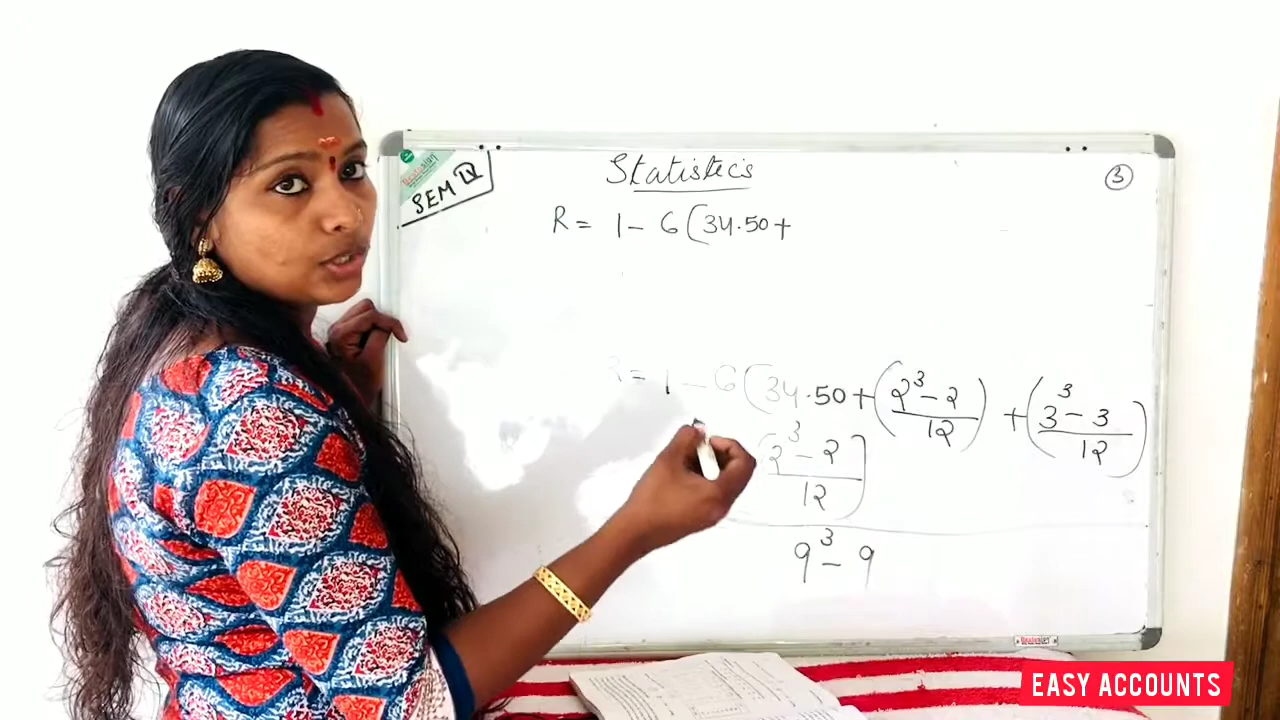 Statistics
③
SEM IV
R = 1 - 6 (34.50 +
R = 1 - 6 (34.50 + (2³ - 2 / 12) + (3³ - 3 / 12)
(2³ - 2 / 12)
9³ - 9
EASY ACCOUNTS